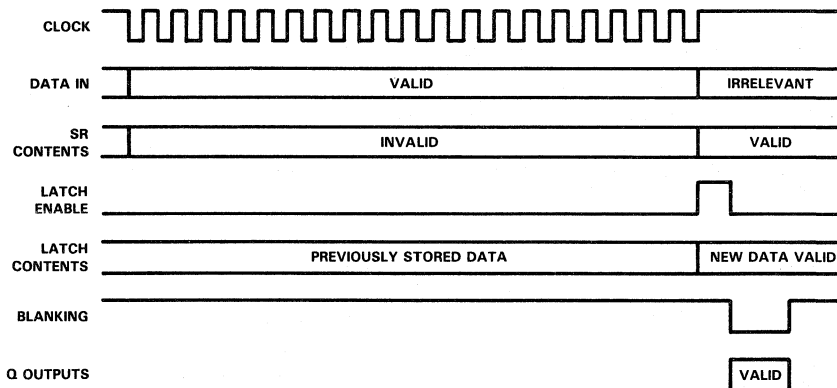 CLOCK
DATA IN
VALID
IRRELEVANT
SR
CONTENTS
INVALID
VALID
LATCH
ENABLE
LATCH
CONTENTS
PREVIOUSLY STORED DATA
NEW DATA VALID
BLANKING
Q OUTPUTS
VALID